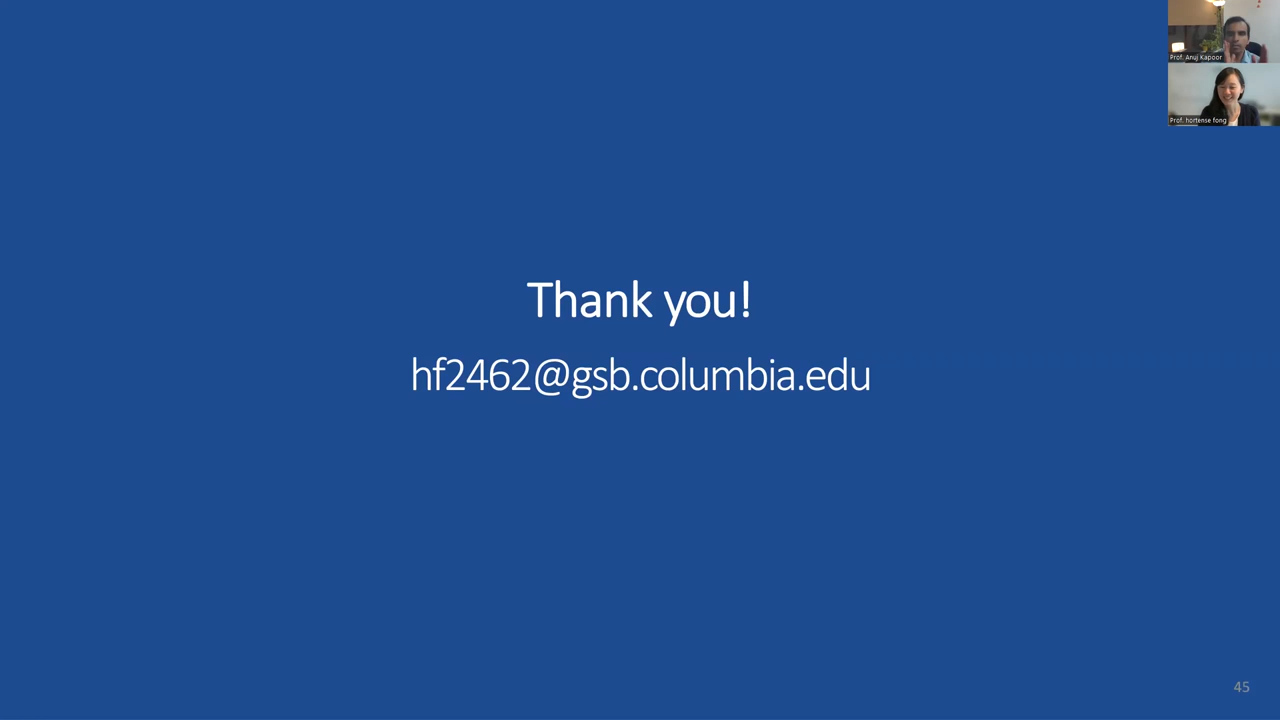 Prof. Anuj Kapoor
Prof. hortense fong
Thank you!
hf2462@gsb.columbia.edu
45